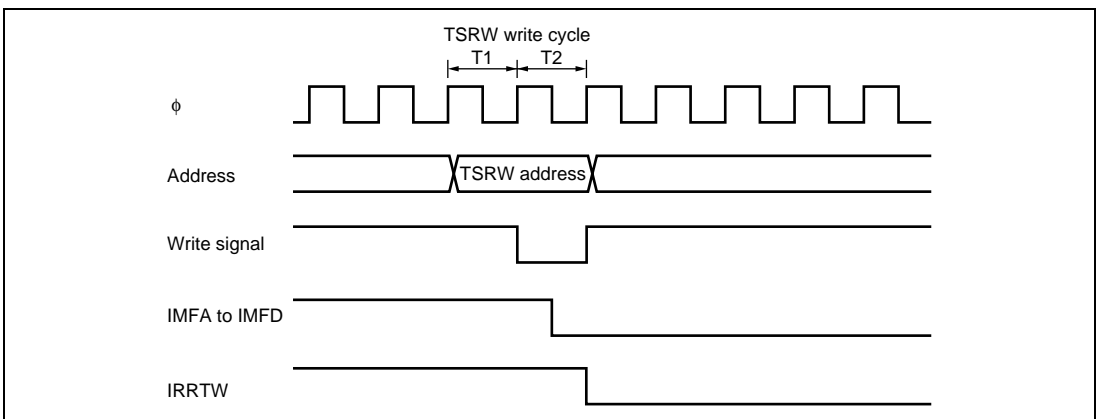 TSRW write cycle
T1 T2
ϕ
Address
TSRW address
Write signal
IMFA to IMFD
IRRTW